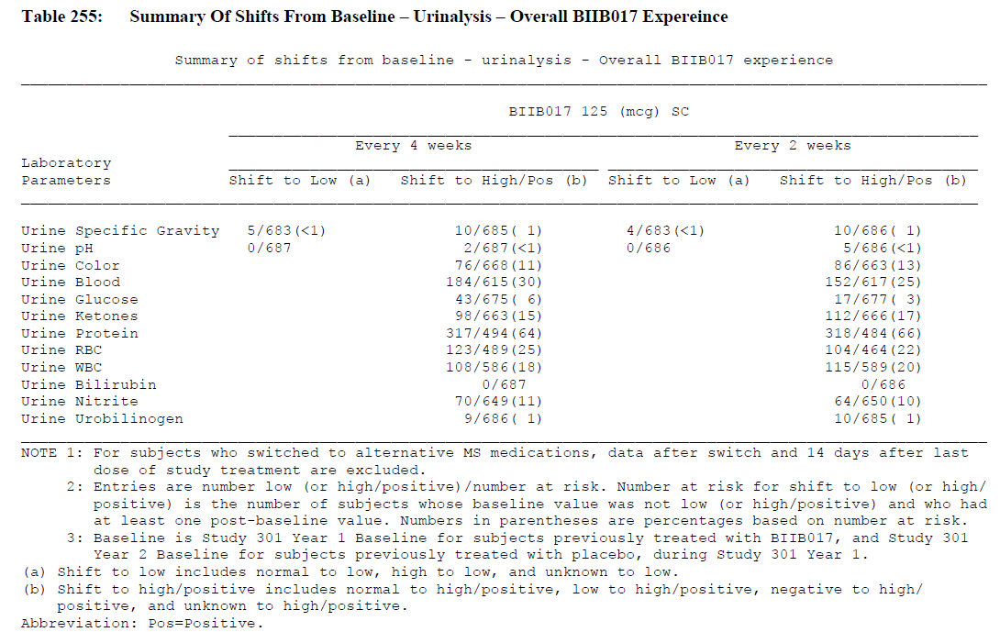 Table 255: Summary Of Shifts From Baseline – Urinalysis – Overall BIIB017 Expereince
Summary of shifts from baseline - urinalysis - Overall BIIB017 experience
BIIB017 125 (mcg) SC
Every 4 weeks Every 2 weeks
Laboratory
Parameters Shift to Low (a) Shift to High/Pos (b) Shift to Low (a) Shift to High/Pos (b)
Urine Specific Gravity 5/683(<1) 10/685( 1) 4/683(<1) 10/686( 1)
Urine pH 0/687 2/687(<1) 0/686 5/686(<1)
Urine Color 76/668(11) 86/663(13)
Urine Blood 184/615(30) 152/617(25)
Urine Glucose 43/675( 6) 17/677( 3)
Urine Ketones 98/663(15) 112/666(17)
Urine Protein 317/494(64) 318/484(66)
Urine RBC 123/489(25) 104/464(22)
Urine WBC 108/586(18) 115/589(20)
Urine Bilirubin 0/687 0/686
Urine Nitrite 70/649(11) 64/650(10)
Urine Urobilinogen 9/686( 1) 10/685( 1)
NOTE 1: For subjects who switched to alternative MS medications, data after switch and 14 days after last
dose of study treatment are excluded.
2: Entries are number low (or high/positive)/number at risk. Number at risk for shift to low (or high/
positive) is the number of subjects whose baseline value was not low (or high/positive) and who had
at least one post-baseline value. Numbers in parentheses are percentages based on number at risk.
3: Baseline is Study 301 Year 1 Baseline for subjects previously treated with BIIB017, and Study 301
Year 2 Baseline for subjects previously treated with placebo, during Study 301 Year 1.
(a) Shift to low includes normal to low, high to low, and unknown to low.
(b) Shift to high/positive includes normal to high/positive, low to high/positive, negative to high/
positive, and unknown to high/positive.
Abbreviation: Pos=Positive.